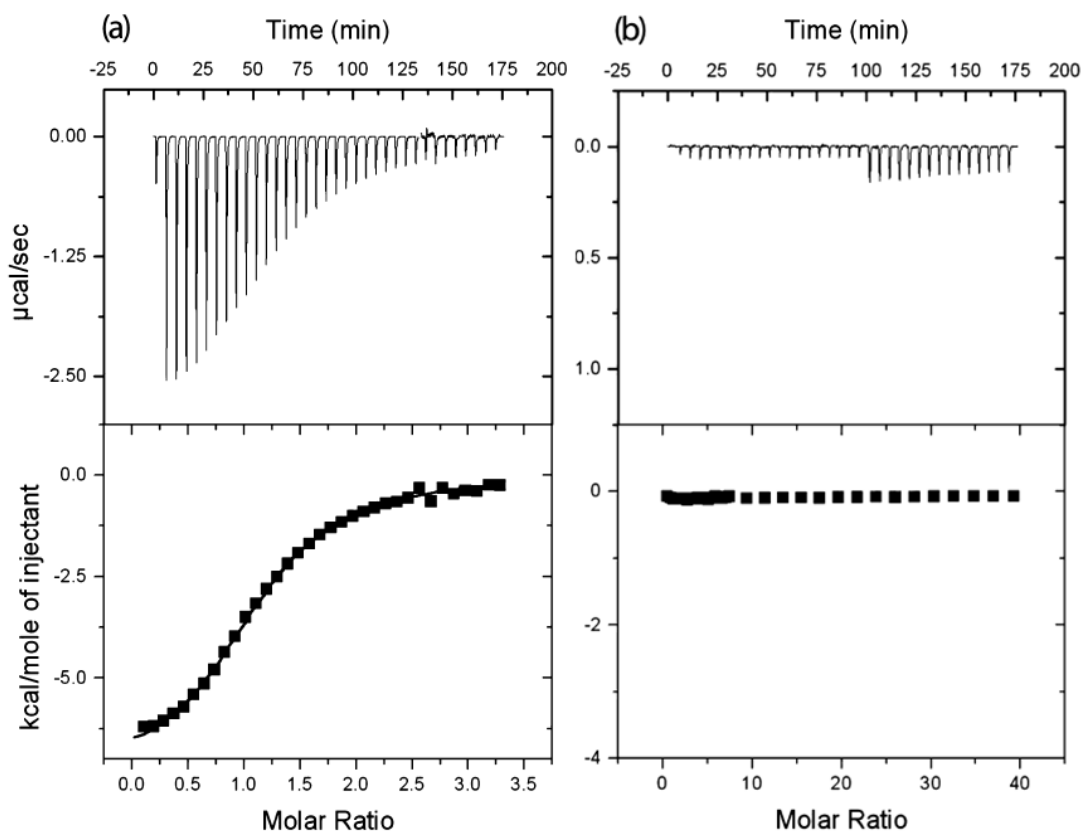 (a)
Time (min)
-25 0 25 50 75 100 125 150 175 200
0.00
-1.25
-2.50
µcal/sec
0.0
-2.5
-5.0
kcal/mole of injectant
0.0 0.5 1.0 1.5 2.0 2.5 3.0 3.5
Molar Ratio
(b)
Time (min)
-25 0 25 50 75 100 125 150 175 200
0.0
0.5
0.5
1.0
0
-2
-4
0 10 20 30 40
Molar Ratio